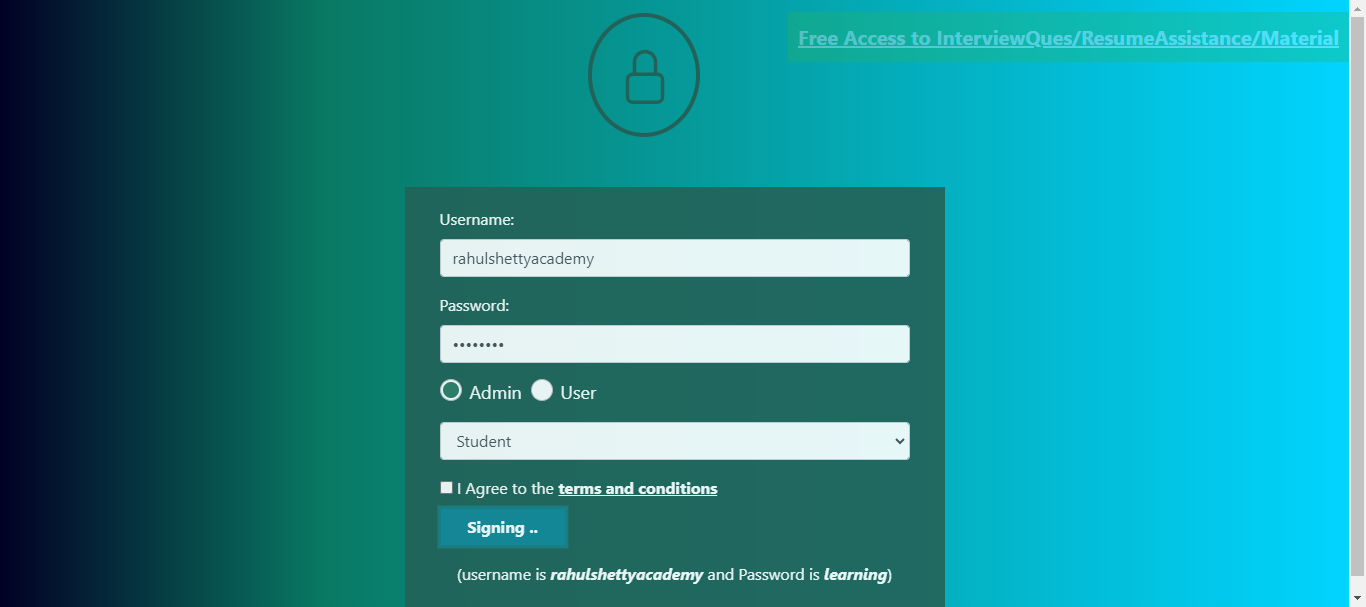 Free Access to InterviewQues/ResumeAssistance/Material
Username:
rahulshettyacademy
Password:
••••••••
Admin User
Student
I Agree to the terms and conditions
Signing ..
(username is rahulshettyacademy and Password is learning)